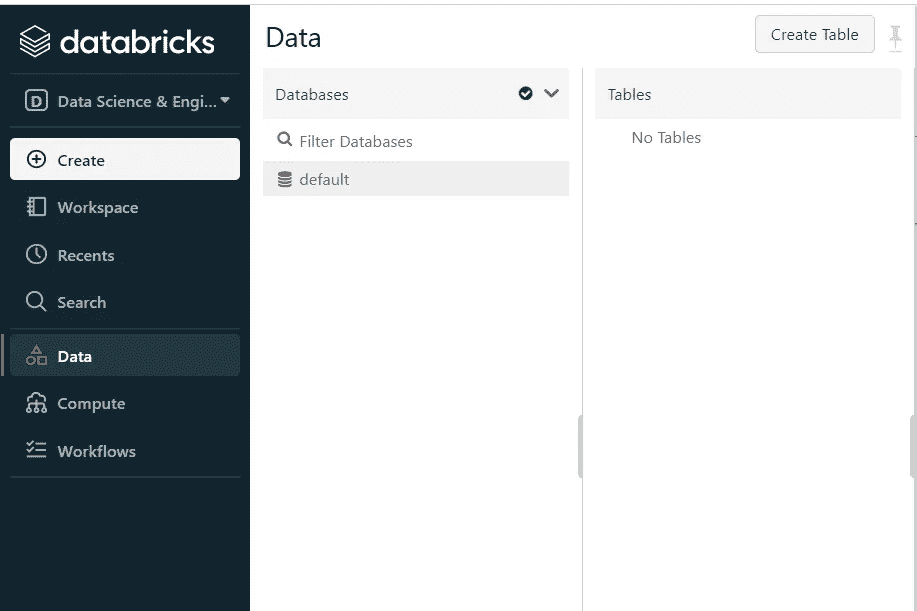 databricks
D Data Science & Engi...
Create
Workspace
Recents
Search
Data
Compute
Workflows
Data
Create Table
Databases
Filter Databases
default
Tables
No Tables